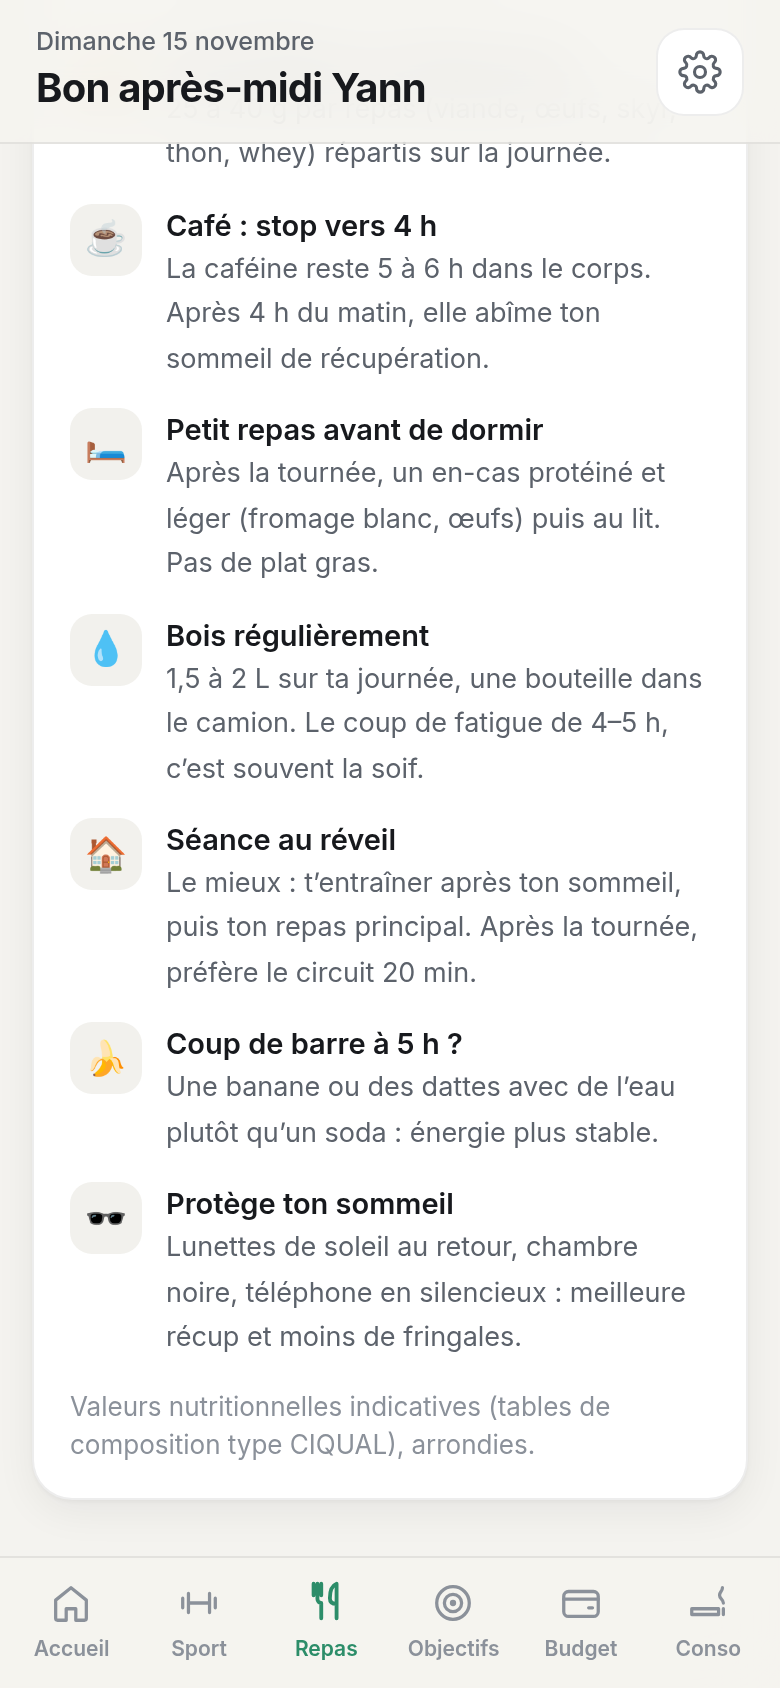 Dimanche 15 novembre
Bon après-midi Yann
25 à 40 g par repas (viande, œufs, skyr,
thon, whey) répartis sur la journée.
Café : stop vers 4 h
La caféine reste 5 à 6 h dans le corps.
Après 4 h du matin, elle abîme ton
sommeil de récupération.
Petit repas avant de dormir
Après la tournée, un en-cas protéiné et
léger (fromage blanc, œufs) puis au lit.
Pas de plat gras.
Bois régulièrement
1,5 à 2 L sur ta journée, une bouteille dans
le camion. Le coup de fatigue de 4–5 h,
c’est souvent la soif.
Séance au réveil
Le mieux : t’entraîner après ton sommeil,
puis ton repas principal. Après la tournée,
préfère le circuit 20 min.
Coup de barre à 5 h ?
Une banane ou des dattes avec de l’eau
plutôt qu’un soda : énergie plus stable.
Protège ton sommeil
Lunettes de soleil au retour, chambre
noire, téléphone en silencieux : meilleure
récup et moins de fringales.
Valeurs nutritionnelles indicatives (tables de
composition type CIQUAL), arrondies.
Accueil
Sport
Repas
Objectifs
Budget
Conso